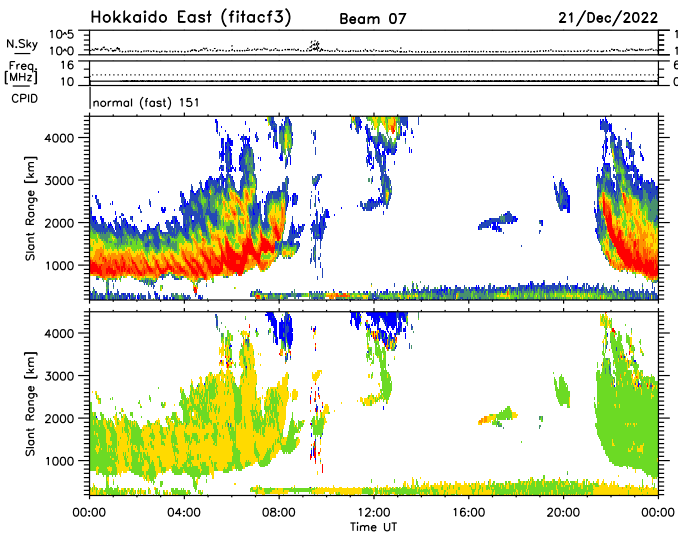 Hokkaido East (fitacf3) Beam 07 21/Dec/2022
N.Sky 10^5 10^0
Freq. [MHz] 16 10
CPID normal (fast) 151
Slant Range [km] 4000 3000 2000 1000
Slant Range [km] 4000 3000 2000 1000
00:00 04:00 08:00 12:00 16:00 20:00 00:00
Time UT